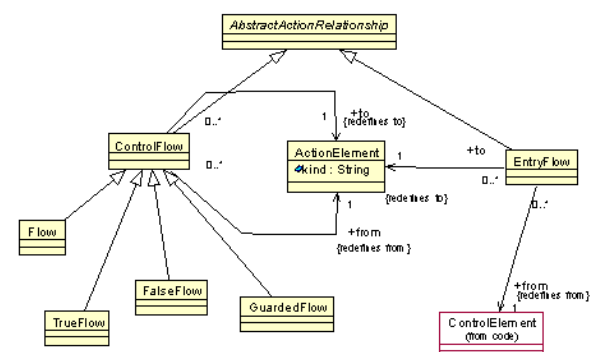 AbstractActionRelationship
0..*
+to
{redefines to}
1
ControlFlow
0..*
ActionElement
kind : String
1
+to
EntryFlow
0..*
0..*
{redefines to}
1
+from
{redefines from}
Flow
FalseFlow
GuardedFlow
TrueFlow
+from
{redefines from}
1
ControlElement
(from code)